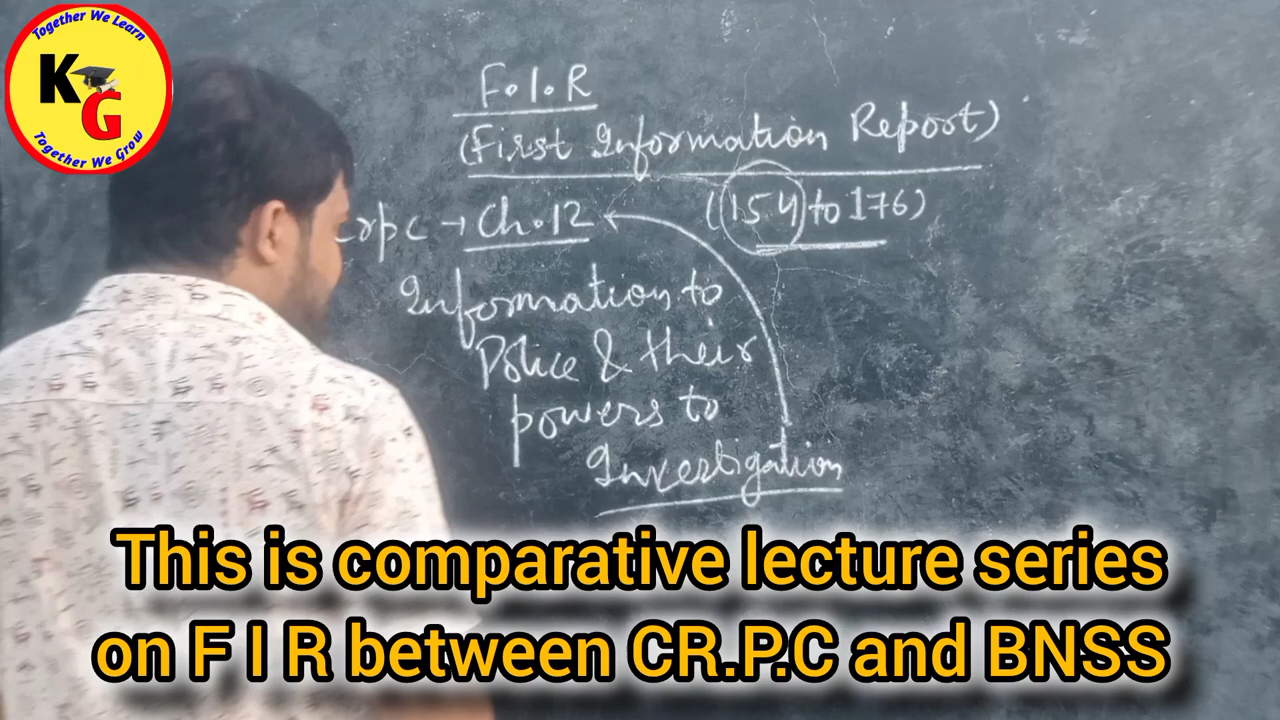 Together We Learn
KG
Together We Grow
F.I.R
(First Information Report)
Crpc → Ch.12 (154 to 176)
Information to
Police & their
powers to
Investigation
This is comparative lecture series
on F I R between CR.P.C and BNSS